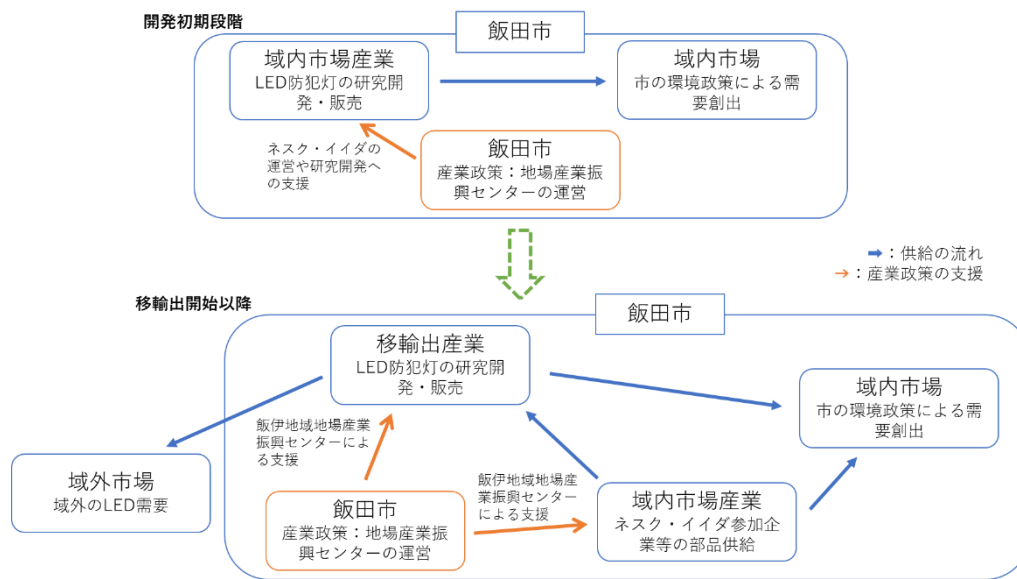 開発初期段階
飯田市
域内市場産業
LED防犯灯の研究開
発・販売
域内市場
市の環境政策による需
要創出
ネスク・イイダの
運営や研究開発へ
の支援
飯田市
産業政策：地場産業振
興センターの運営
：供給の流れ
：産業政策の支援
移輸出開始以降
飯田市
移輸出産業
LED防犯灯の研究開
発・販売
域内市場
市の環境政策による需
要創出
飯伊地域地場産業
振興センターによ
る支援
域外市場
域外のLED需要
飯田市
産業政策：地場産業振
興センターの運営
飯伊地域地場産
業振興センター
による支援
域内市場産業
ネスク・イイダ参加企
業等の部品供給